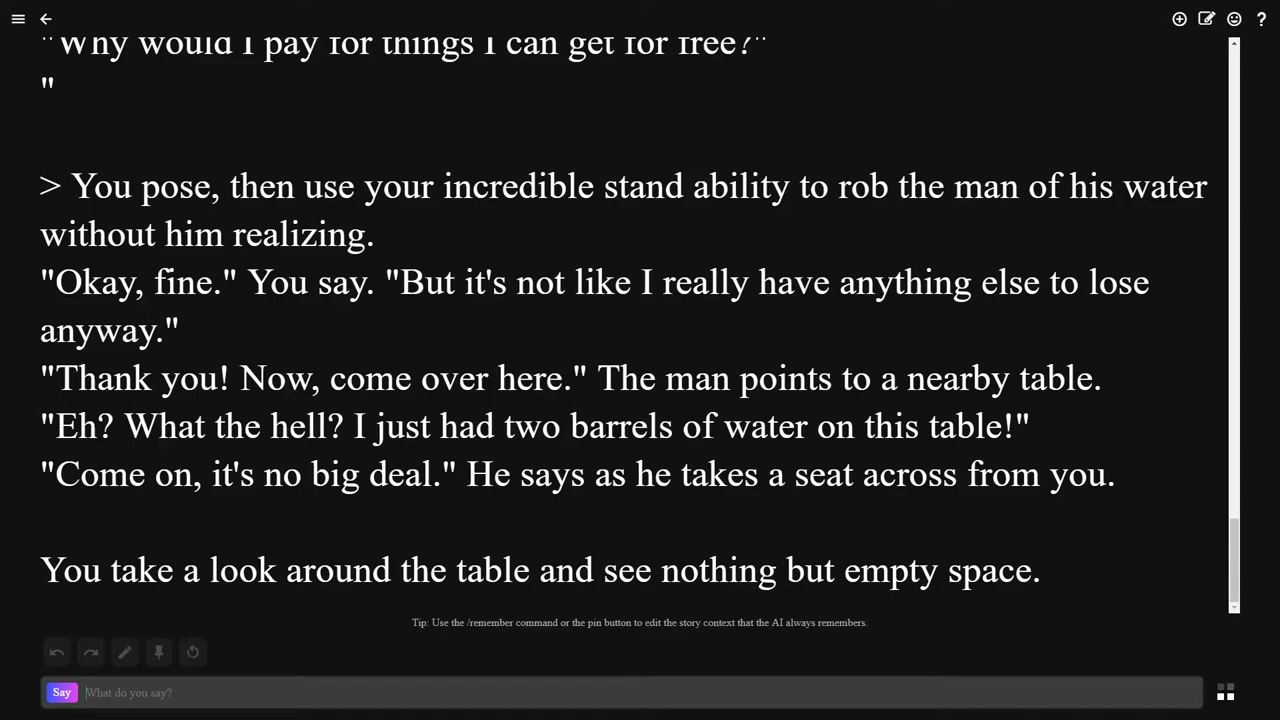 "Why would I pay for things I can get for free?"
"
> You pose, then use your incredible stand ability to rob the man of his water
without him realizing.
"Okay, fine." You say. "But it's not like I really have anything else to lose
anyway."
"Thank you! Now, come over here." The man points to a nearby table.
"Eh? What the hell? I just had two barrels of water on this table!"
"Come on, it's no big deal." He says as he takes a seat across from you.
You take a look around the table and see nothing but empty space.
Tip: Use the /remember command or the pin button to edit the story context that the AI always remembers.
Say What do you say?